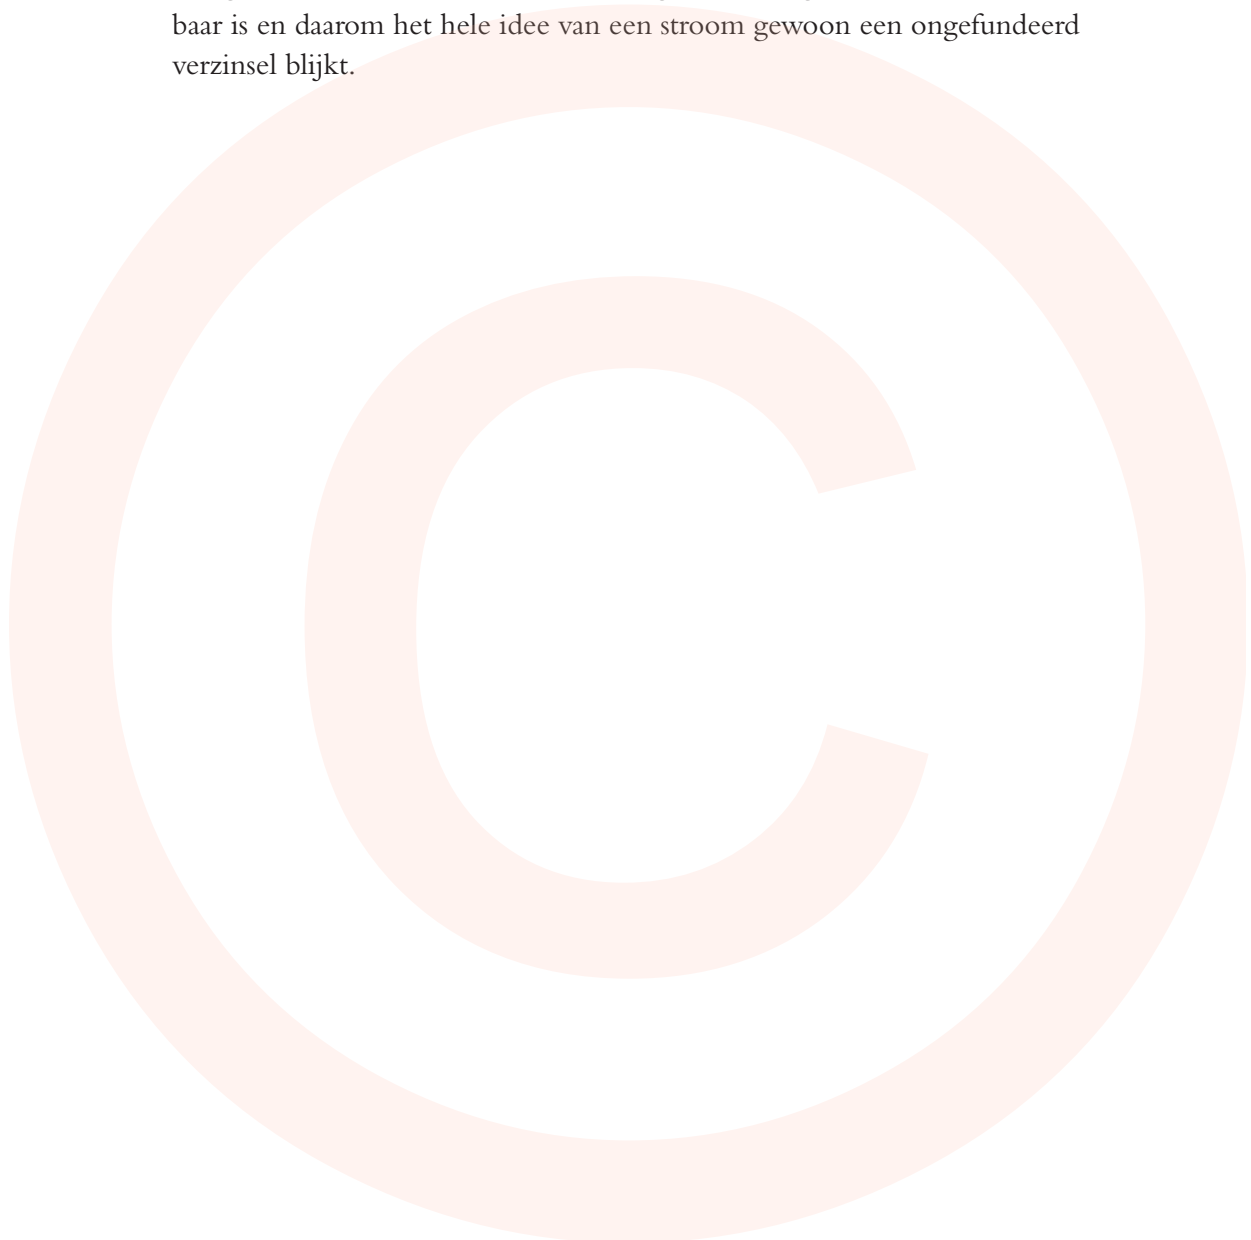 baar is en daarom het hele idee van een stroom gewoon een ongefundeerd
verzinsel blijkt.